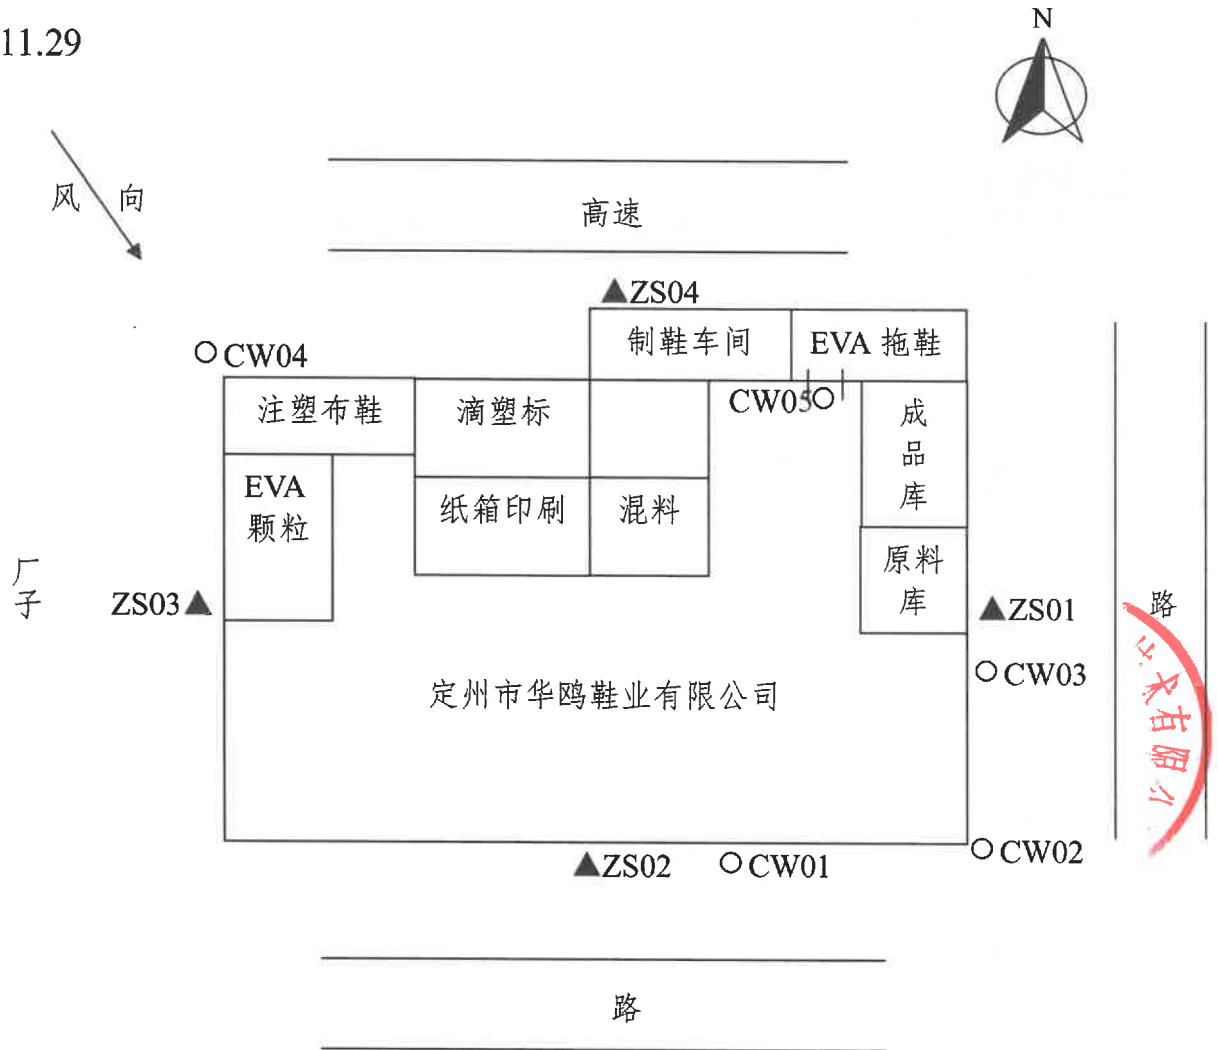 11.29
N
风 向
高速
▲ZS04
制鞋车间
EVA 拖鞋
○CW04
注塑布鞋
滴塑标
CW05○
成品库
EVA
颗粒
纸箱印刷
混料
原料库
厂子
ZS03▲
▲ZS01
路
○CW03
定州市华鸥鞋业有限公司
▲ZS02
○CW01
○CW02
路
有限公